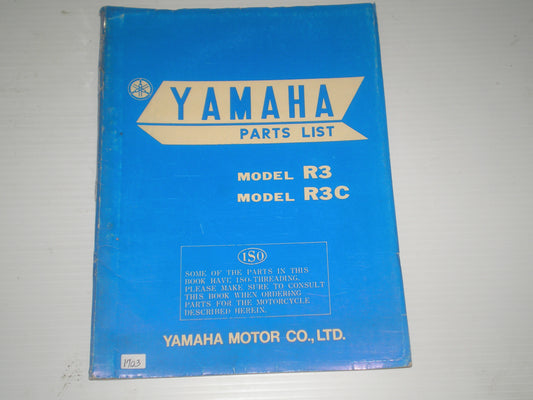 YAMAHA
PARTS LIST
MODEL R3
MODEL R3C
ISO
SOME OF THE PARTS IN THIS
BOOK HAVE ISO-THREADING.
PLEASE MAKE SURE TO CONSULT
THIS BOOK WHEN ORDERING
PARTS FOR THE MOTORCYCLE
DESCRIBED HEREIN.
YAMAHA MOTOR CO., LTD.
1703